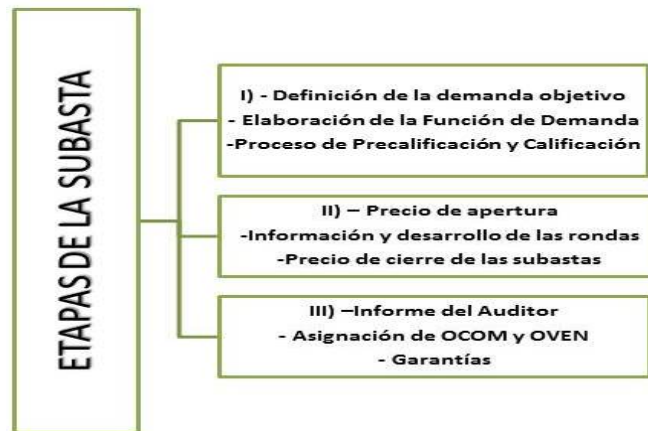 ETAPAS DE LA SUBASTA
I) - Definición de la demanda objetivo
- Elaboración de la Función de Demanda
-Proceso de Precalificación y Calificación
II) – Precio de apertura
-Información y desarrollo de las rondas
-Precio de cierre de las subastas
III) –Informe del Auditor
- Asignación de OCOM y OVEN
- Garantías